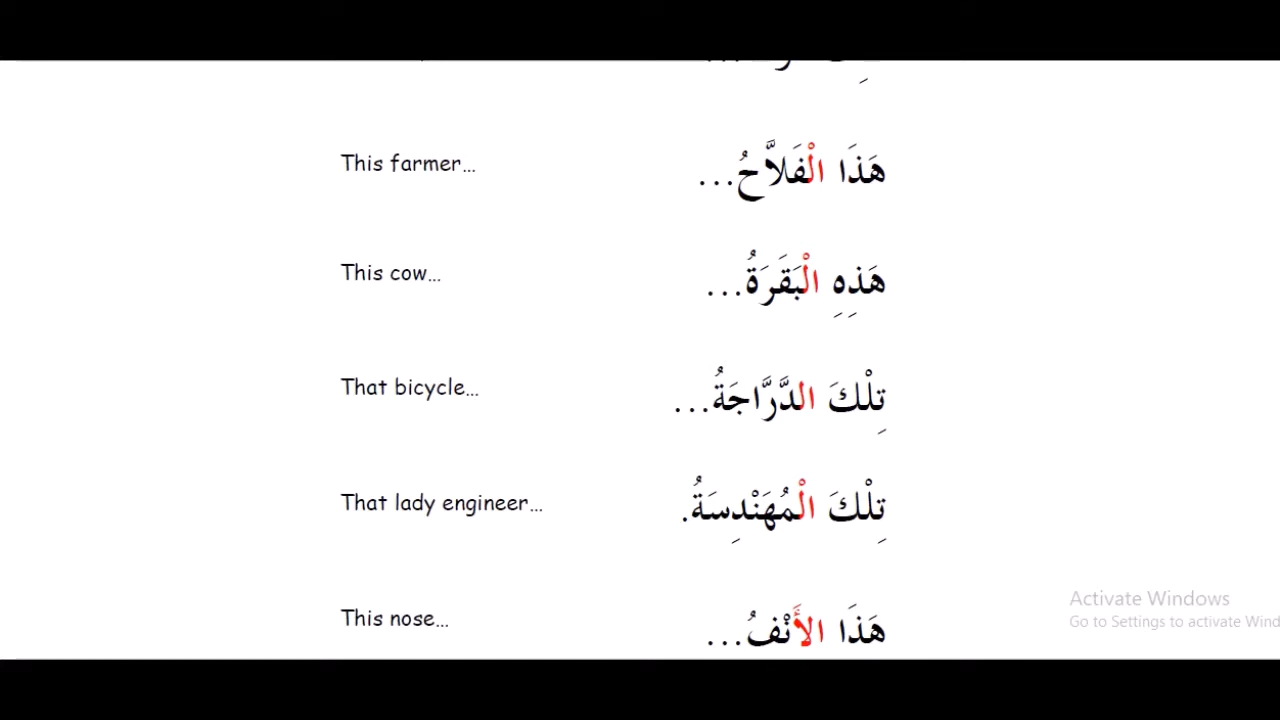 This farmer...
هَذَا الْفَلاَّحُ...
This cow...
هَذِهِ الْبَقَرَةُ...
That bicycle...
تِلْكَ الدَّرَّاجَةُ...
That lady engineer...
تِلْكَ الْمُهَنْدِسَةُ.
This nose...
هَذَا الأَنْفُ...
Activate Windows
Go to Settings to activate Wind